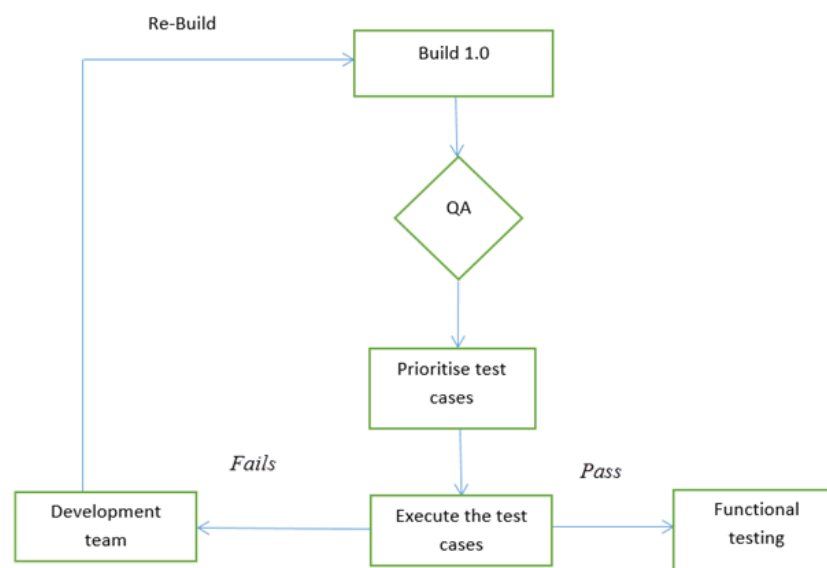 Re-Build
Build 1.0
QA
Prioritise test
cases
Fails
Pass
Development
team
Execute the test
cases
Functional
testing